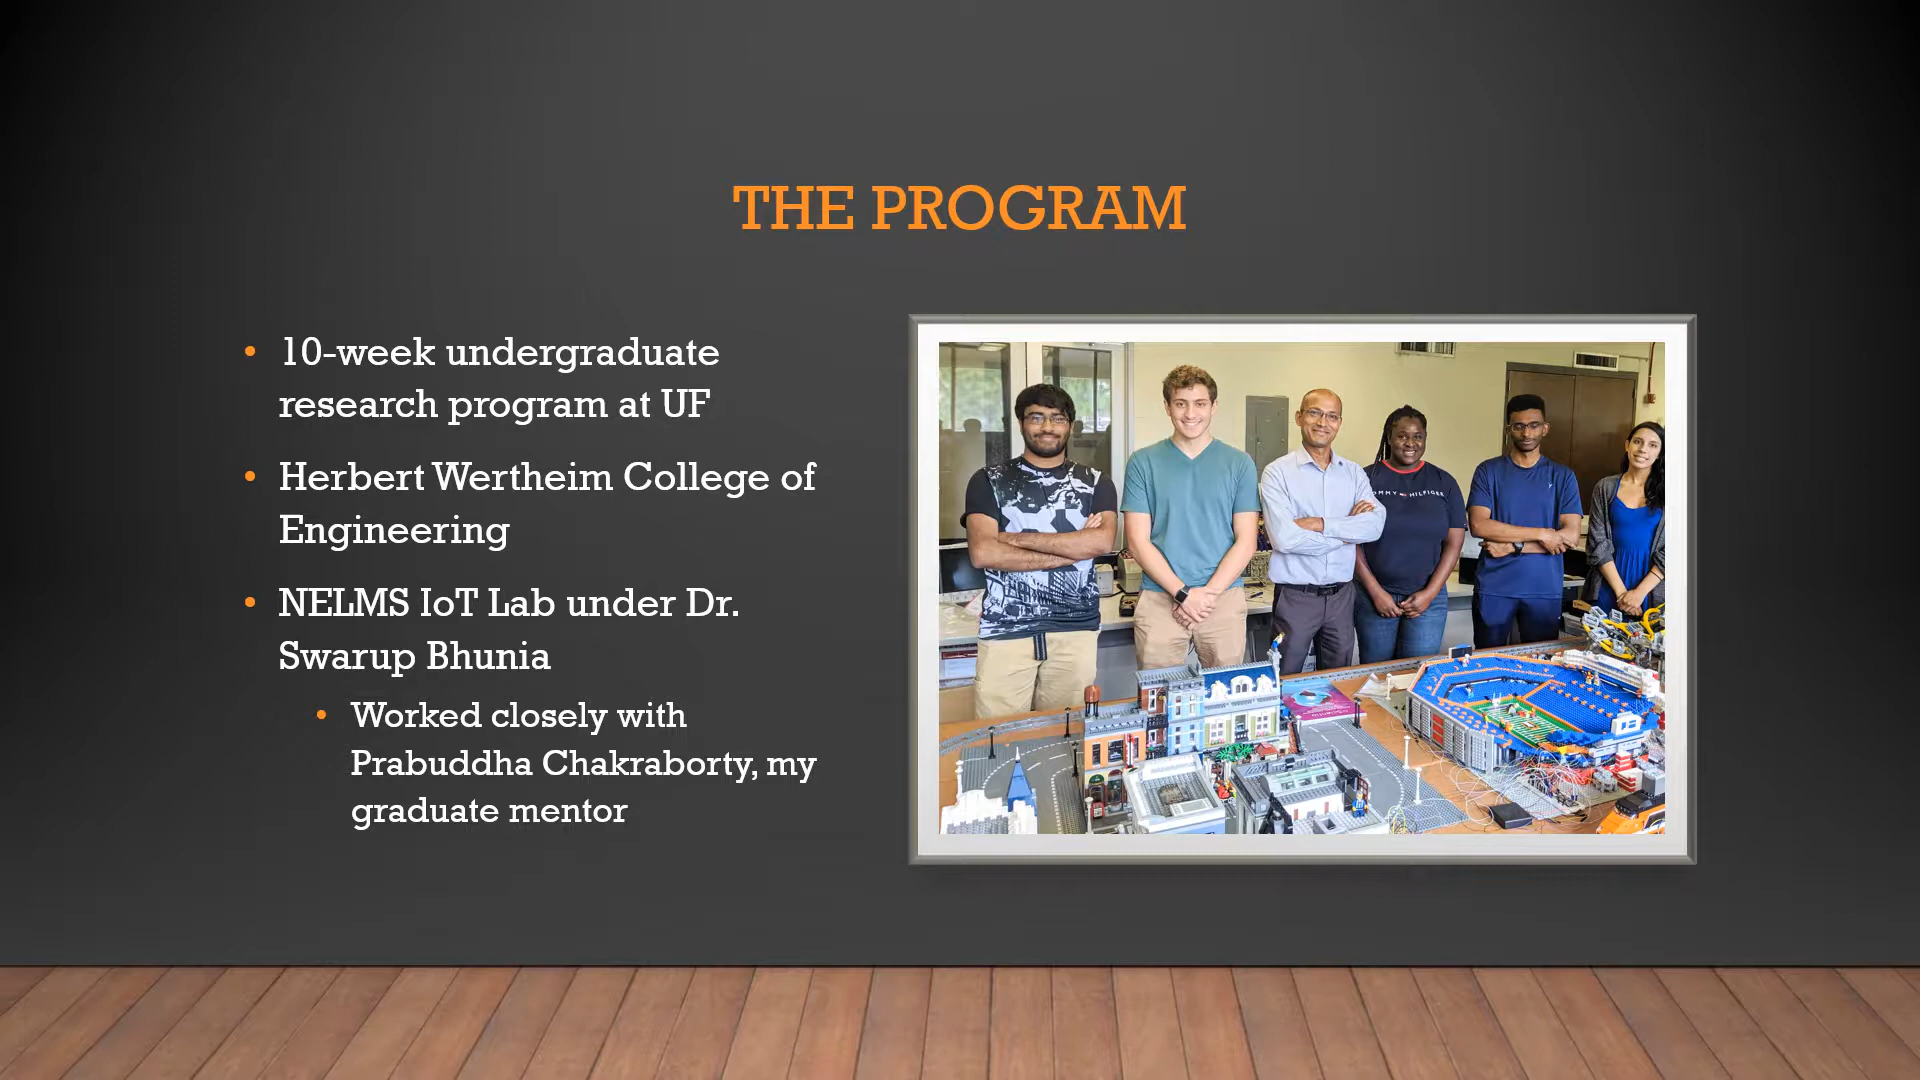 THE PROGRAM
• 10-week undergraduate
research program at UF
• Herbert Wertheim College of
Engineering
• NELMS IoT Lab under Dr.
Swarup Bhunia
• Worked closely with
Prabuddha Chakraborty, my
graduate mentor
HILFIGER